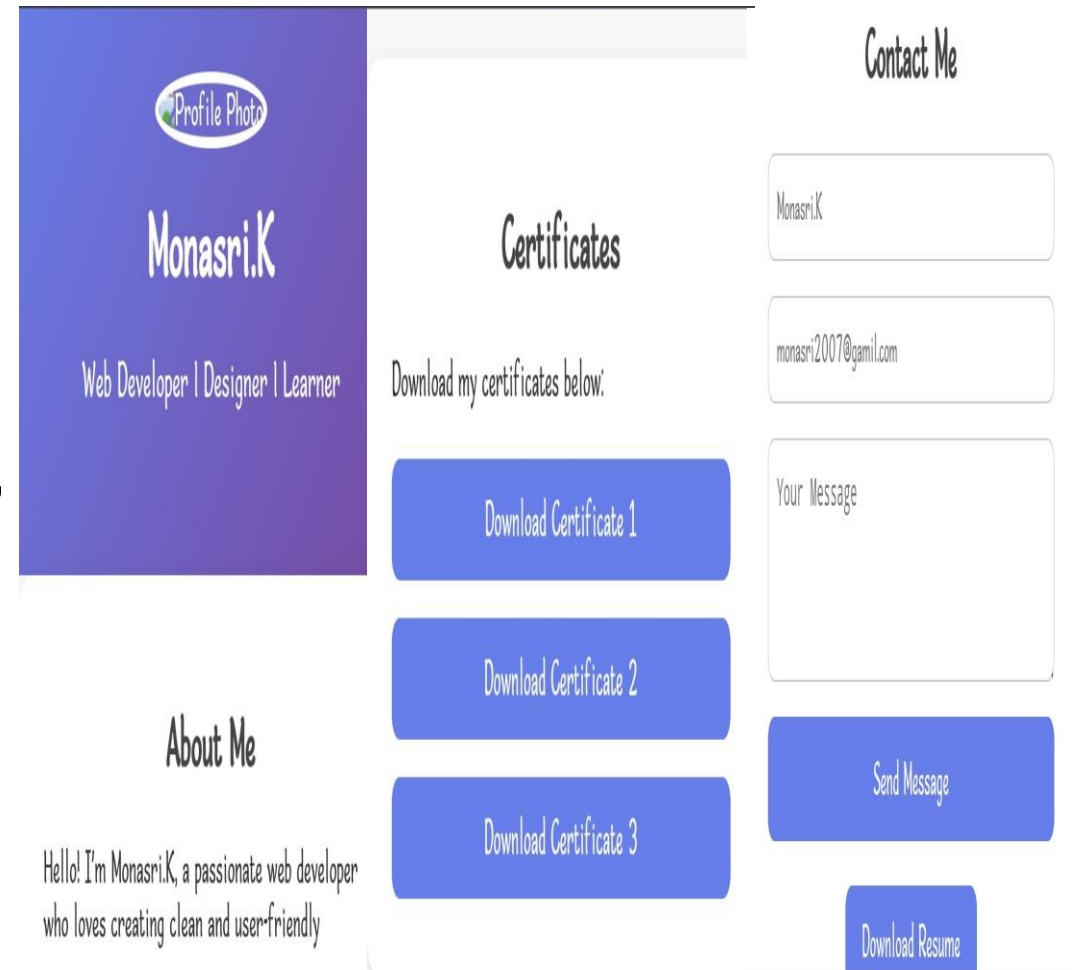 Profile Photo
Monasri.K
Web Developer | Designer | Learner
About Me
Hello! I'm Monasri.K, a passionate web developer
who loves creating clean and user-friendly
Certificates
Download my certificates below:
Download Certificate 1
Download Certificate 2
Download Certificate 3
Contact Me
Monasri.K
monasri2007@gamil.com
Your Message
Send Message
Download Resume